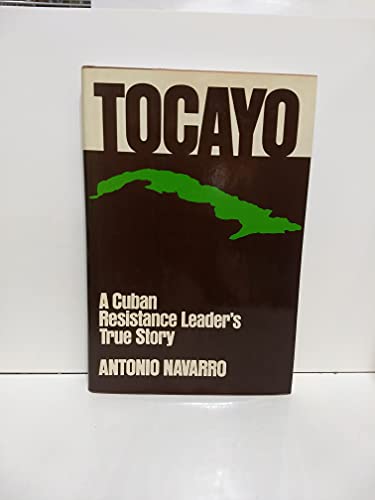 TOCAYO
A Cuban
Resistance Leader's
True Story
ANTONIO NAVARRO